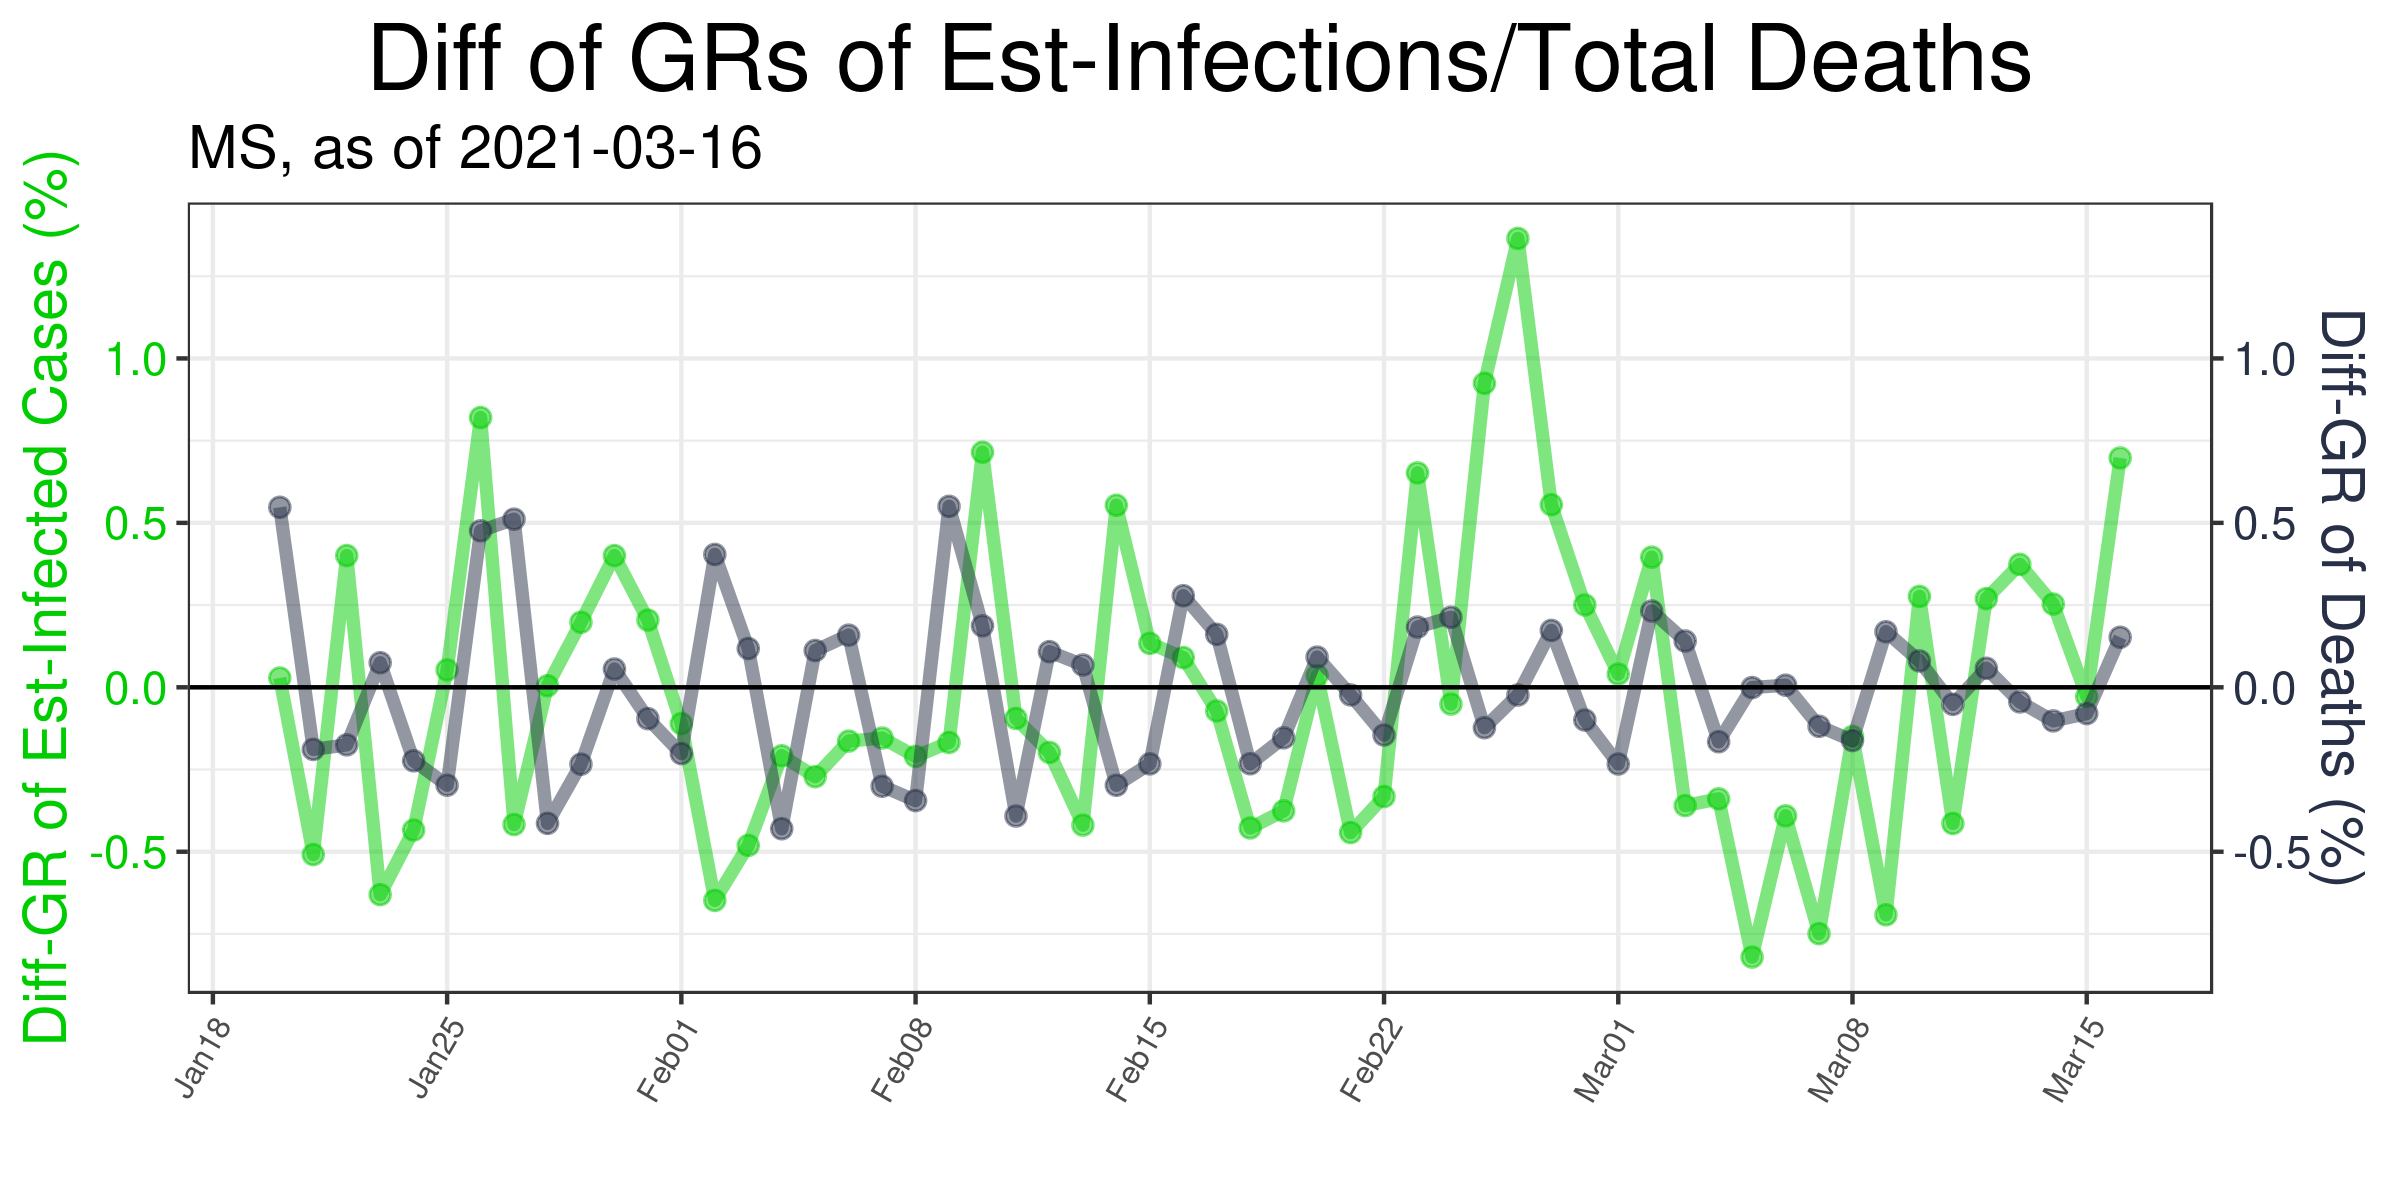 Diff of GRs of Est-Infections/Total Deaths
MS, as of 2021-03-16
Diff-GR of Est-Infected Cases (%)
1.0
0.5
0.0
-0.5
1.0
0.5
0.0
-0.5
Diff-GR of Deaths (%)
Jan18
Jan25
Feb01
Feb08
Feb15
Feb22
Mar01
Mar08
Mar15